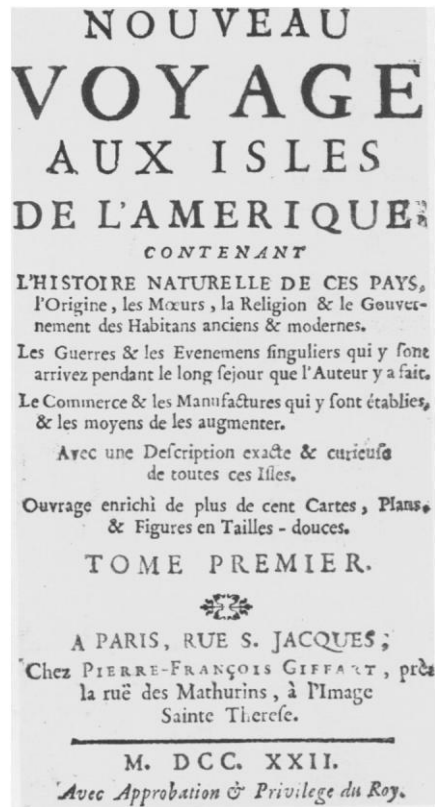 NOUVEAU
VOYAGE
AUX ISLES
DE L'AMERIQUE:
CONTENANT
L'HISTOIRE NATURELLE DE CES PAYS,
l'Origine, les Mœurs, la Religion & le Gouver-
nement des Habitans anciens & modernes.
Les Guerres & les Evenemens ſinguliers qui y ſont
arrivez pendant le long ſejour que l'Auteur y a fait.
Le Commerce & les Manufactures qui y ſont établies,
& les moyens de les augmenter.
Avec une Deſcription exacte & curieuſe
de toutes ces Iſles.
Ouvrage enrichi de plus de cent Cartes, Plans,
& Figures en Tailles-douces.
TOME PREMIER.
A PARIS, RUE S. JACQUES;
Chez PIERRE-FRANÇOIS GIFFART, près
la ruë des Mathurins, à l'Image
Sainte Thereſe.
M. DCC. XXII.
Avec Approbation & Privilege du Roy.